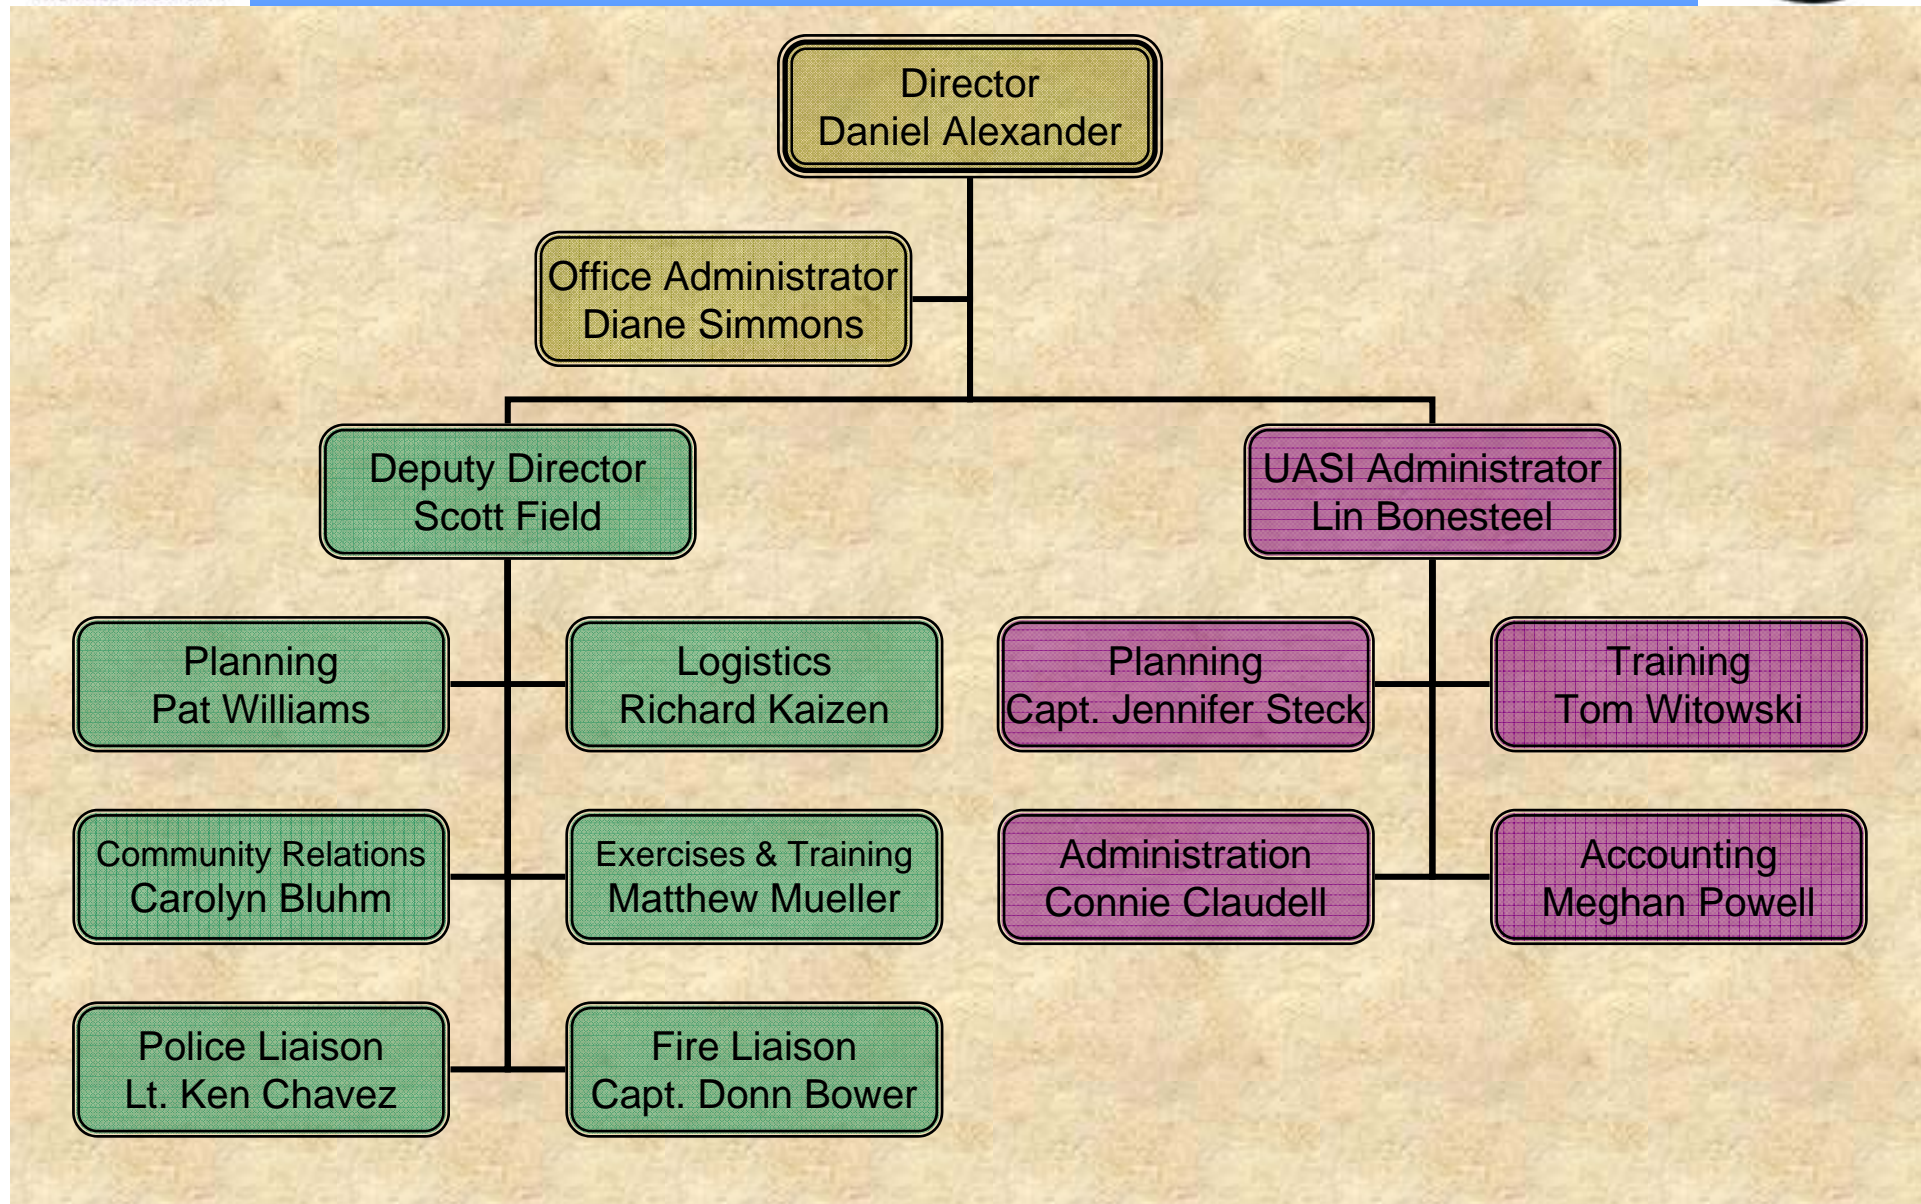 Director
Daniel Alexander
Office Administrator
Diane Simmons
Deputy Director
Scott Field
UASI Administrator
Lin Bonesteel
Planning
Pat Williams
Logistics
Richard Kaizen
Planning
Capt. Jennifer Steck
Training
Tom Witowski
Community Relations
Carolyn Bluhm
Exercises & Training
Matthew Mueller
Administration
Connie Claudell
Accounting
Meghan Powell
Police Liaison
Lt. Ken Chavez
Fire Liaison
Capt. Donn Bower